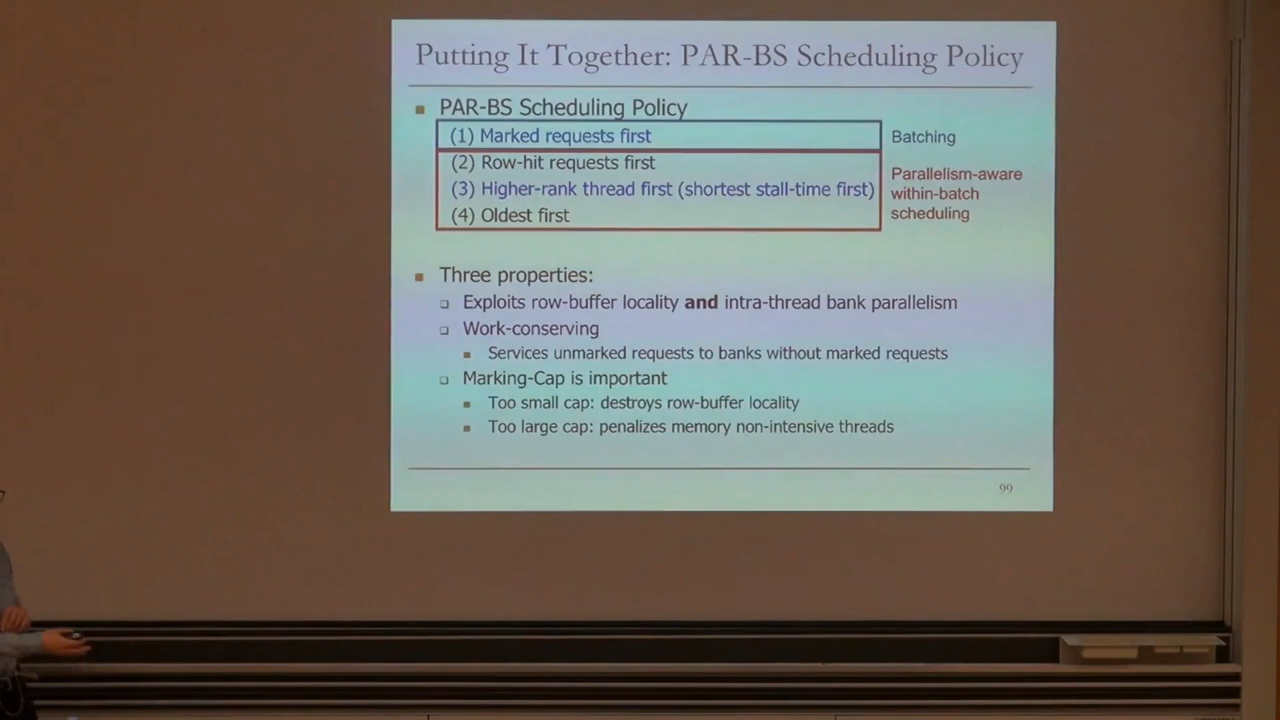 Putting It Together: PAR-BS Scheduling Policy
PAR-BS Scheduling Policy
(1) Marked requests first
Batching
(2) Row-hit requests first
(3) Higher-rank thread first (shortest stall-time first)
(4) Oldest first
Parallelism-aware
within-batch
scheduling
Three properties:
Exploits row-buffer locality and intra-thread bank parallelism
Work-conserving
Services unmarked requests to banks without marked requests
Marking-Cap is important
Too small cap: destroys row-buffer locality
Too large cap: penalizes memory non-intensive threads
99